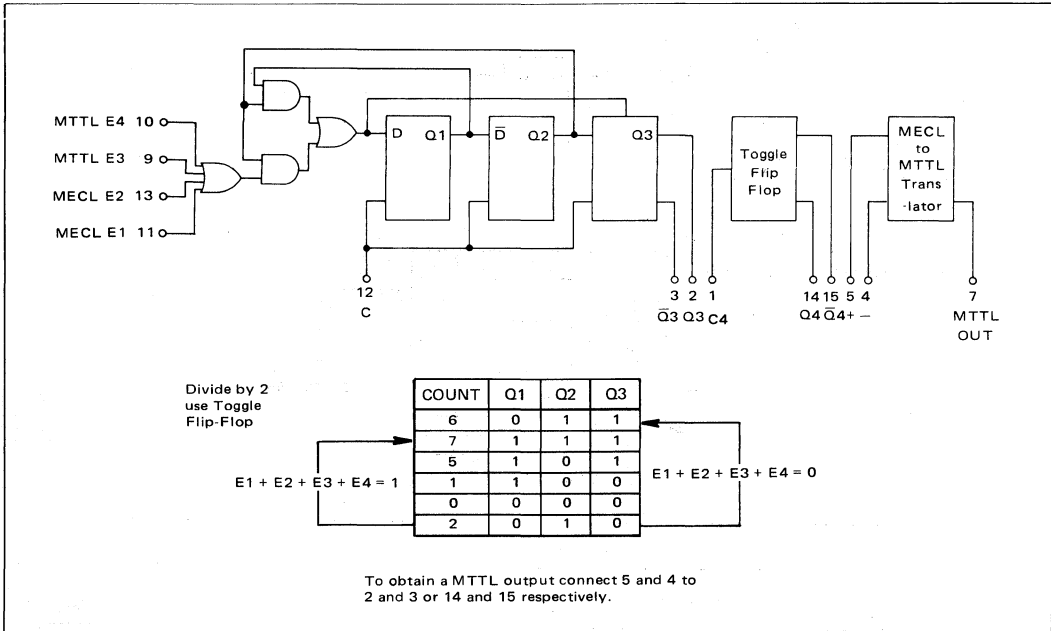 MTTL E4 10
MTTL E3 9
MECL E2 13
MECL E1 11
D Q1
D̅ Q2
Q3
Toggle
Flip
Flop
MECL
to
MTTL
Trans
-lator
12
C
3 2 1
Q̅3 Q3 C4
14 15 5 4
Q4 Q̅4 + –
7
MTTL
OUT
Divide by 2
use Toggle
Flip-Flop
COUNT Q1 Q2 Q3
6 0 1 1
7 1 1 1
5 1 0 1
1 1 0 0
0 0 0 0
2 0 1 0
E1 + E2 + E3 + E4 = 1
E1 + E2 + E3 + E4 = 0
To obtain a MTTL output connect 5 and 4 to
2 and 3 or 14 and 15 respectively.